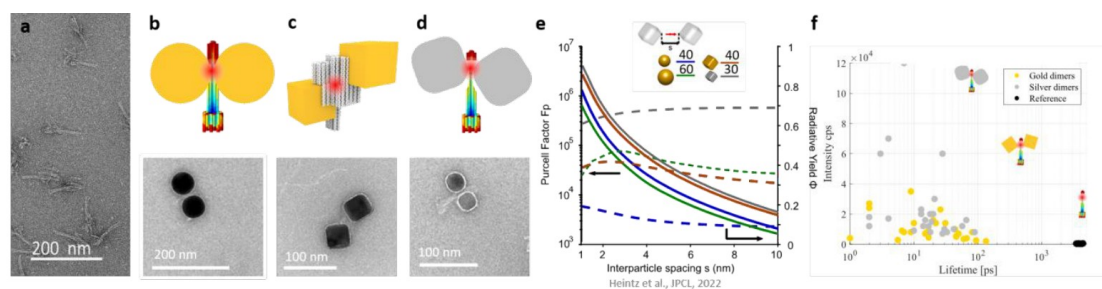 a
200 nm
b
200 nm
c
100 nm
d
100 nm
e
s
40
40
60
30
Purcell Factor Fp
10⁷
10⁶
10⁵
10⁴
10³
1
0.8
0.6
0.4
0.2
0
Radiative Yield Φ
1 2 4 6 8 10
Interparticle spacing s (nm)
Heintz et al., JPCL, 2022
f
×10⁴
Intensity cps
12
10
8
6
4
2
0
Gold dimers
Silver dimers
Reference
10⁰ 10¹ 10² 10³
Lifetime [ps]